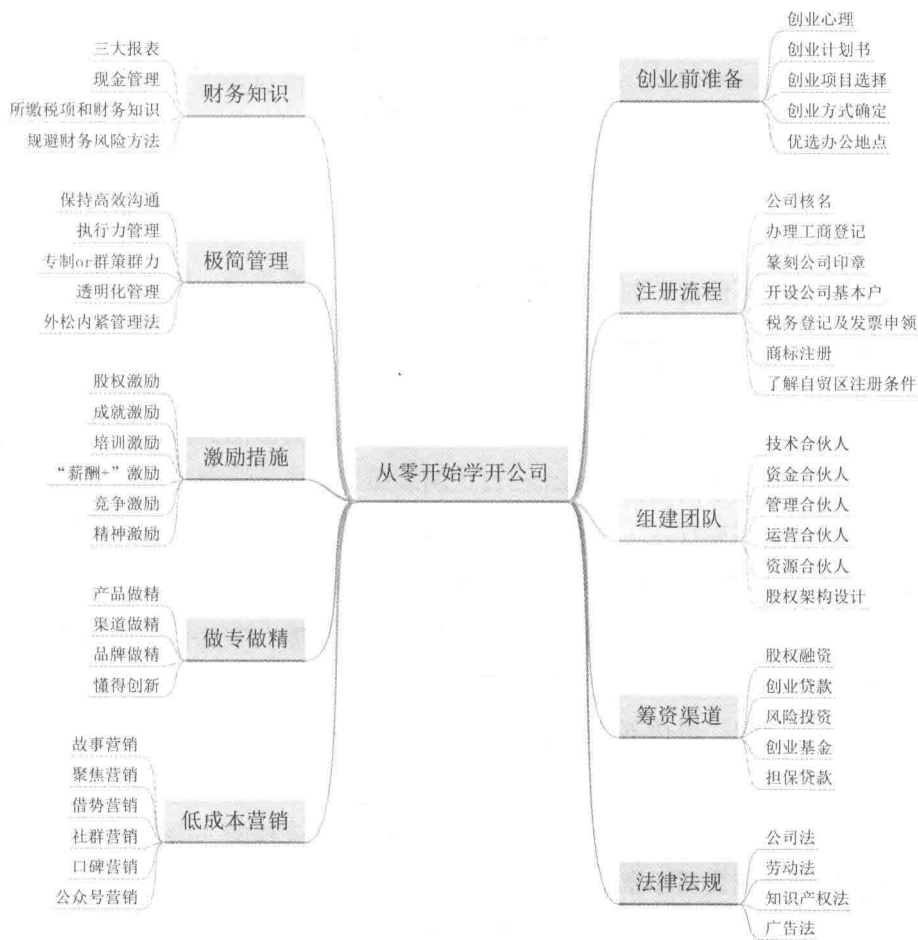 从零开始学开公司
创业前准备
创业心理
创业计划书
创业项目选择
创业方式确定
优选办公地点
注册流程
公司核名
办理工商登记
篆刻公司印章
开设公司基本户
税务登记及发票申领
商标注册
了解自贸区注册条件
组建团队
技术合伙人
资金合伙人
管理合伙人
运营合伙人
资源合伙人
股权架构设计
筹资渠道
股权融资
创业贷款
风险投资
创业基金
担保贷款
法律法规
公司法
劳动法
知识产权法
广告法
财务知识
三大报表
现金管理
所缴税项和财务知识
规避财务风险方法
极简管理
保持高效沟通
执行力管理
专制or群策群力
透明化管理
外松内紧管理法
激励措施
股权激励
成就激励
培训激励
“薪酬+”激励
竞争激励
精神激励
做专做精
产品做精
渠道做精
品牌做精
懂得创新
低成本营销
故事营销
聚焦营销
借势营销
社群营销
口碑营销
公众号营销